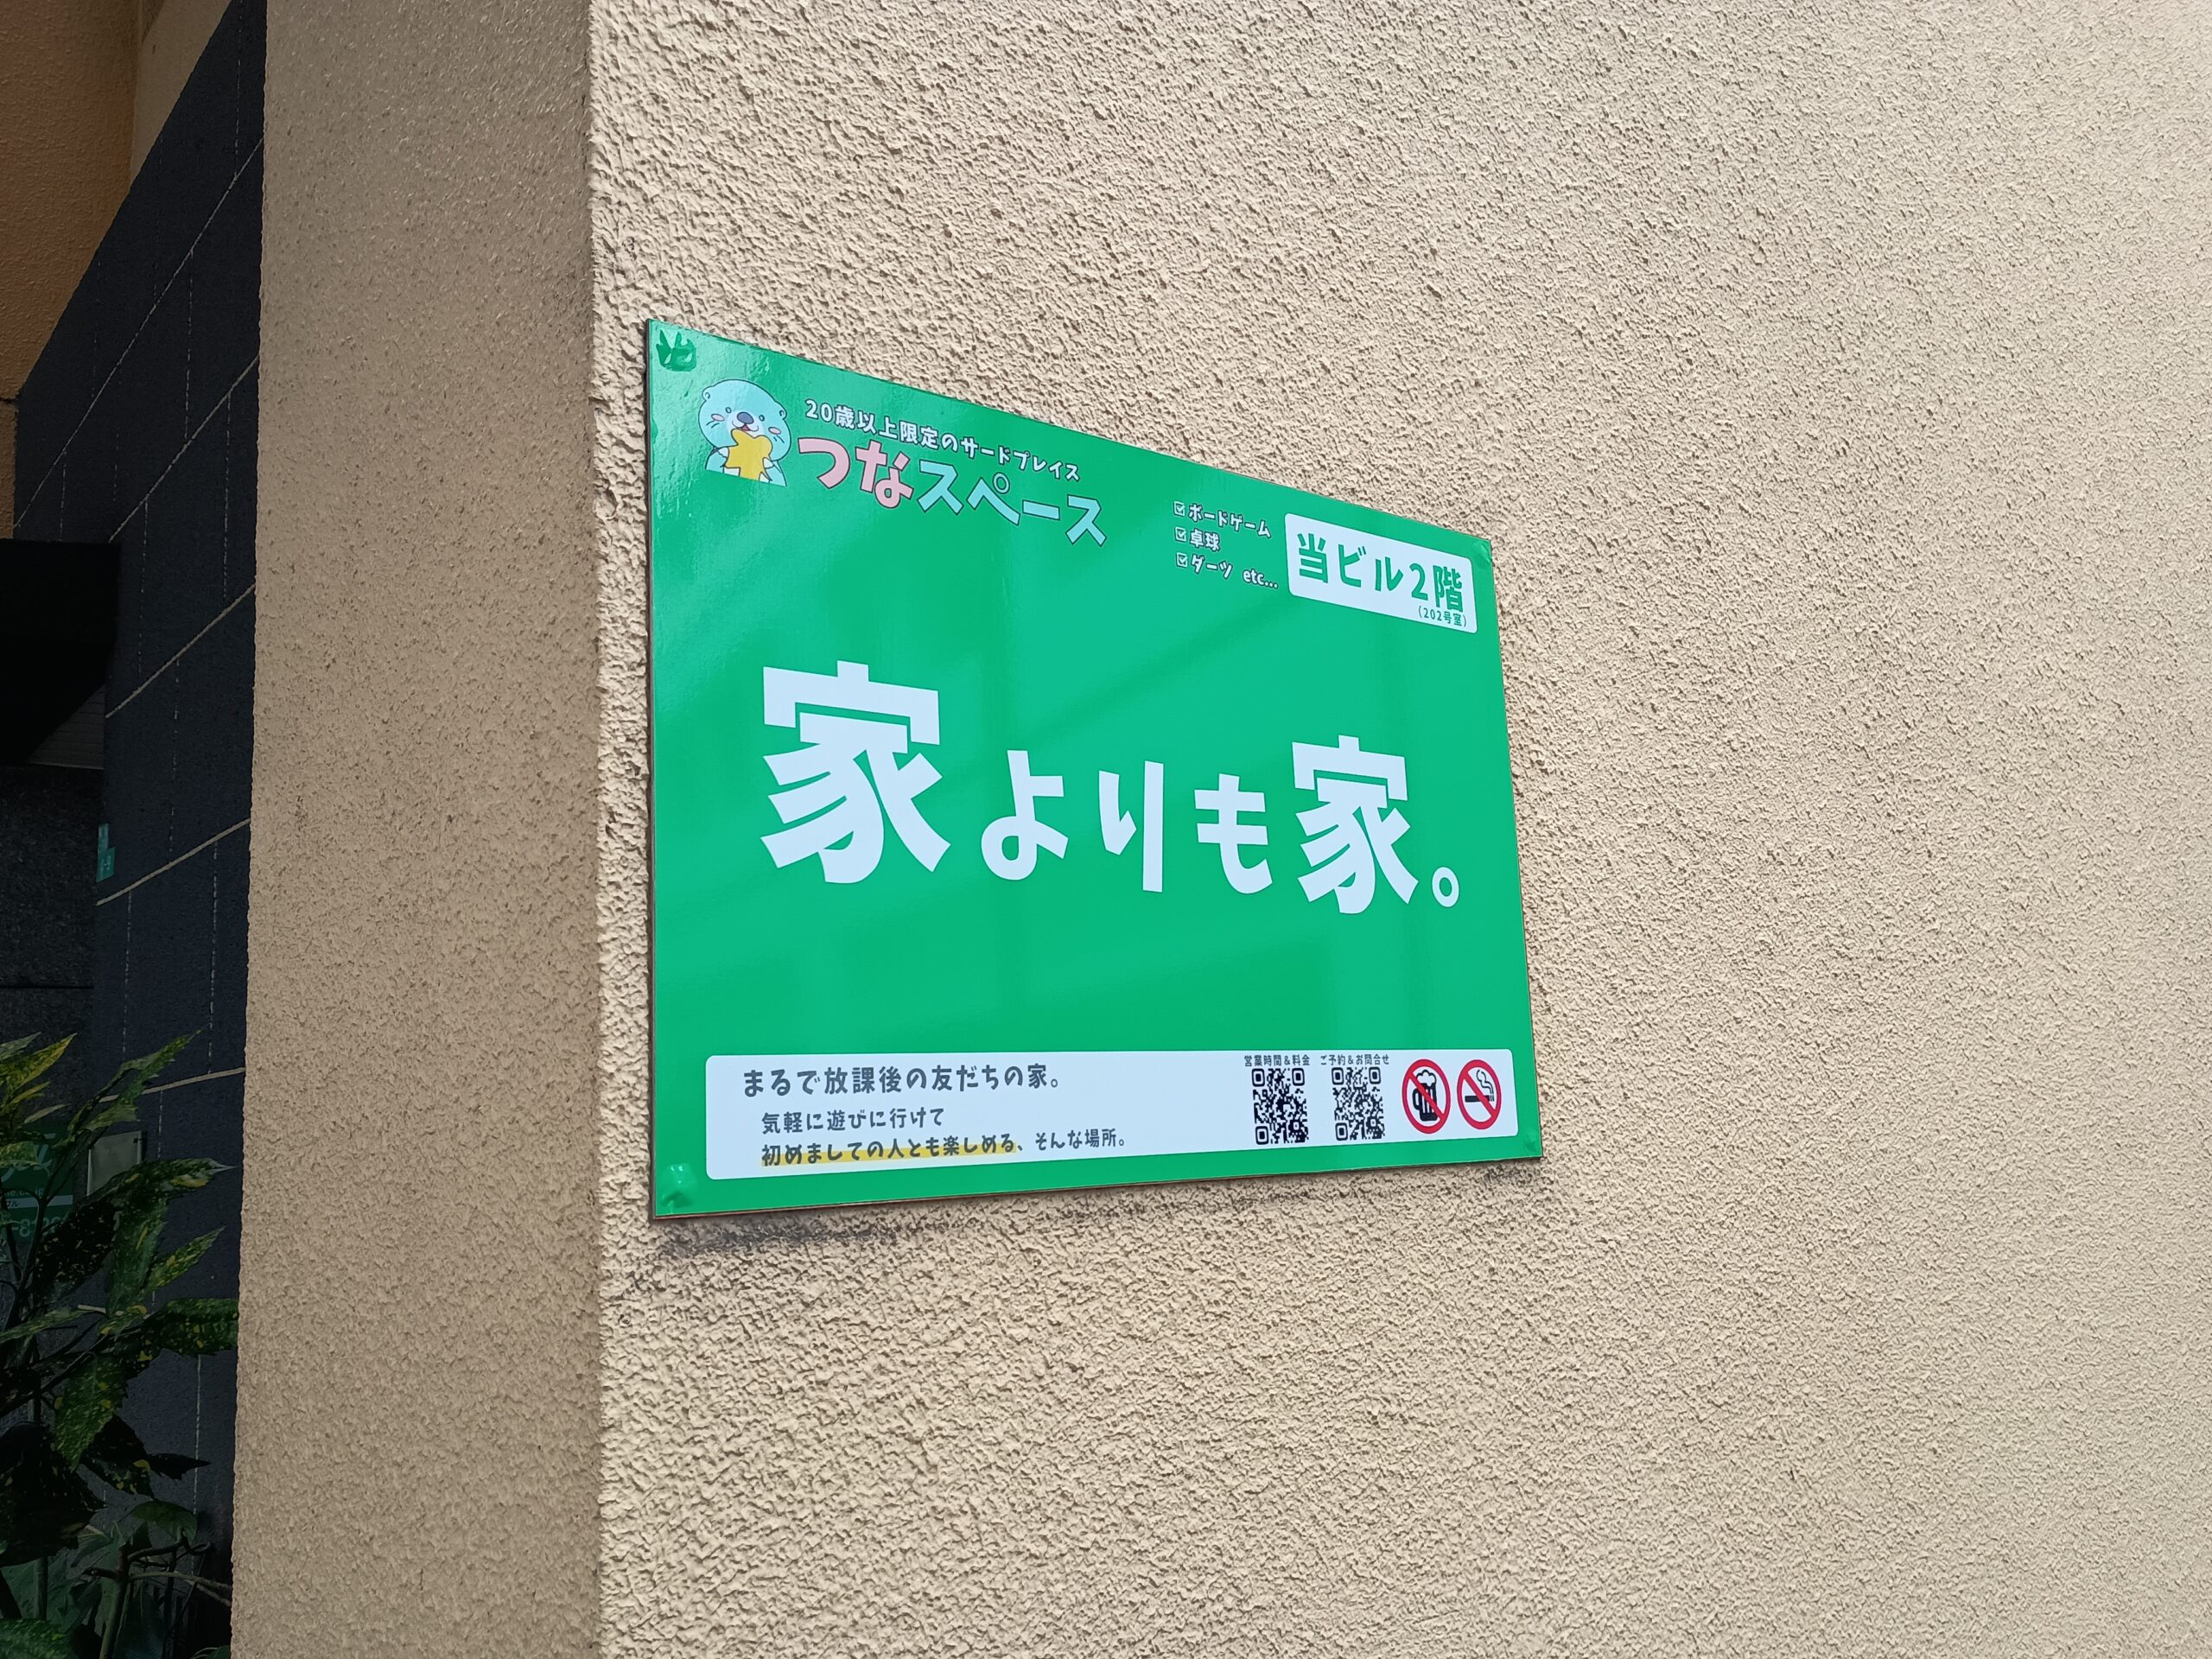 20歳以上限定のサードプレイス
つなスペース
ボードゲーム
卓球
ダーツ etc...
当ビル2階
(202号室)
家よりも家。
まるで放課後の友だちの家。
気軽に遊びに行けて
初めましての人とも楽しめる、そんな場所。
営業時間&料金
ご予約&お問合せ